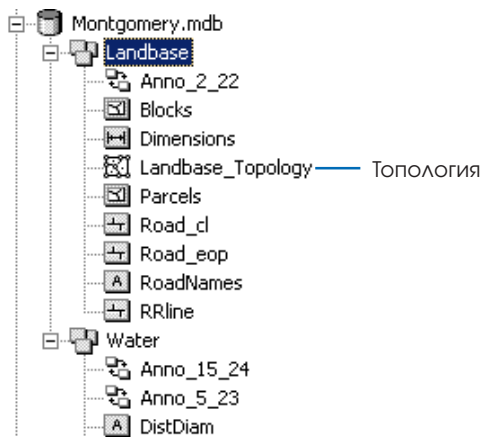 Montgomery.mdb
Landbase
Anno_2_22
Blocks
Dimensions
Landbase_Topology Топология
Parcels
Road_cl
Road_eop
A RoadNames
RRline
Water
Anno_15_24
Anno_5_23
A DistDiam